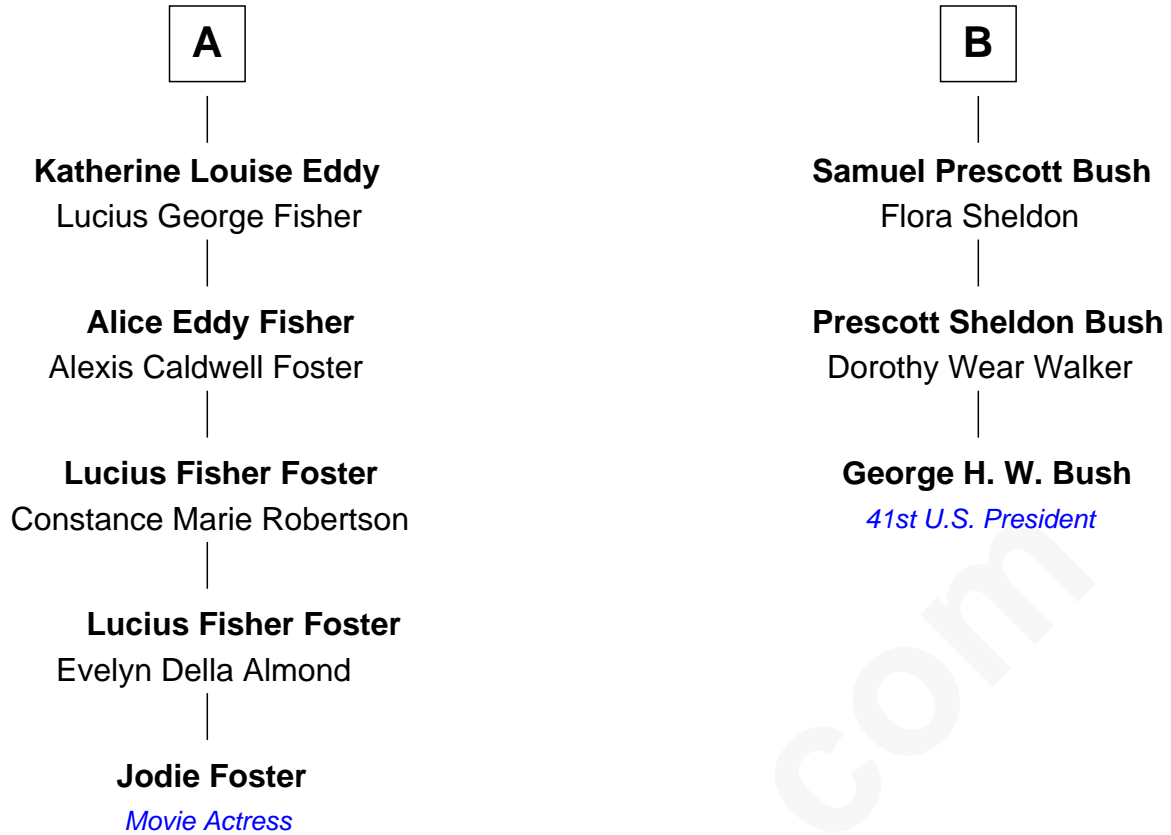 A
Katherine Louise Eddy
Lucius George Fisher
Alice Eddy Fisher
Alexis Caldwell Foster
Lucius Fisher Foster
Constance Marie Robertson
Lucius Fisher Foster
Evelyn Della Almond
Jodie Foster
Movie Actress
B
Samuel Prescott Bush
Flora Sheldon
Prescott Sheldon Bush
Dorothy Wear Walker
George H. W. Bush
41st U.S. President
com